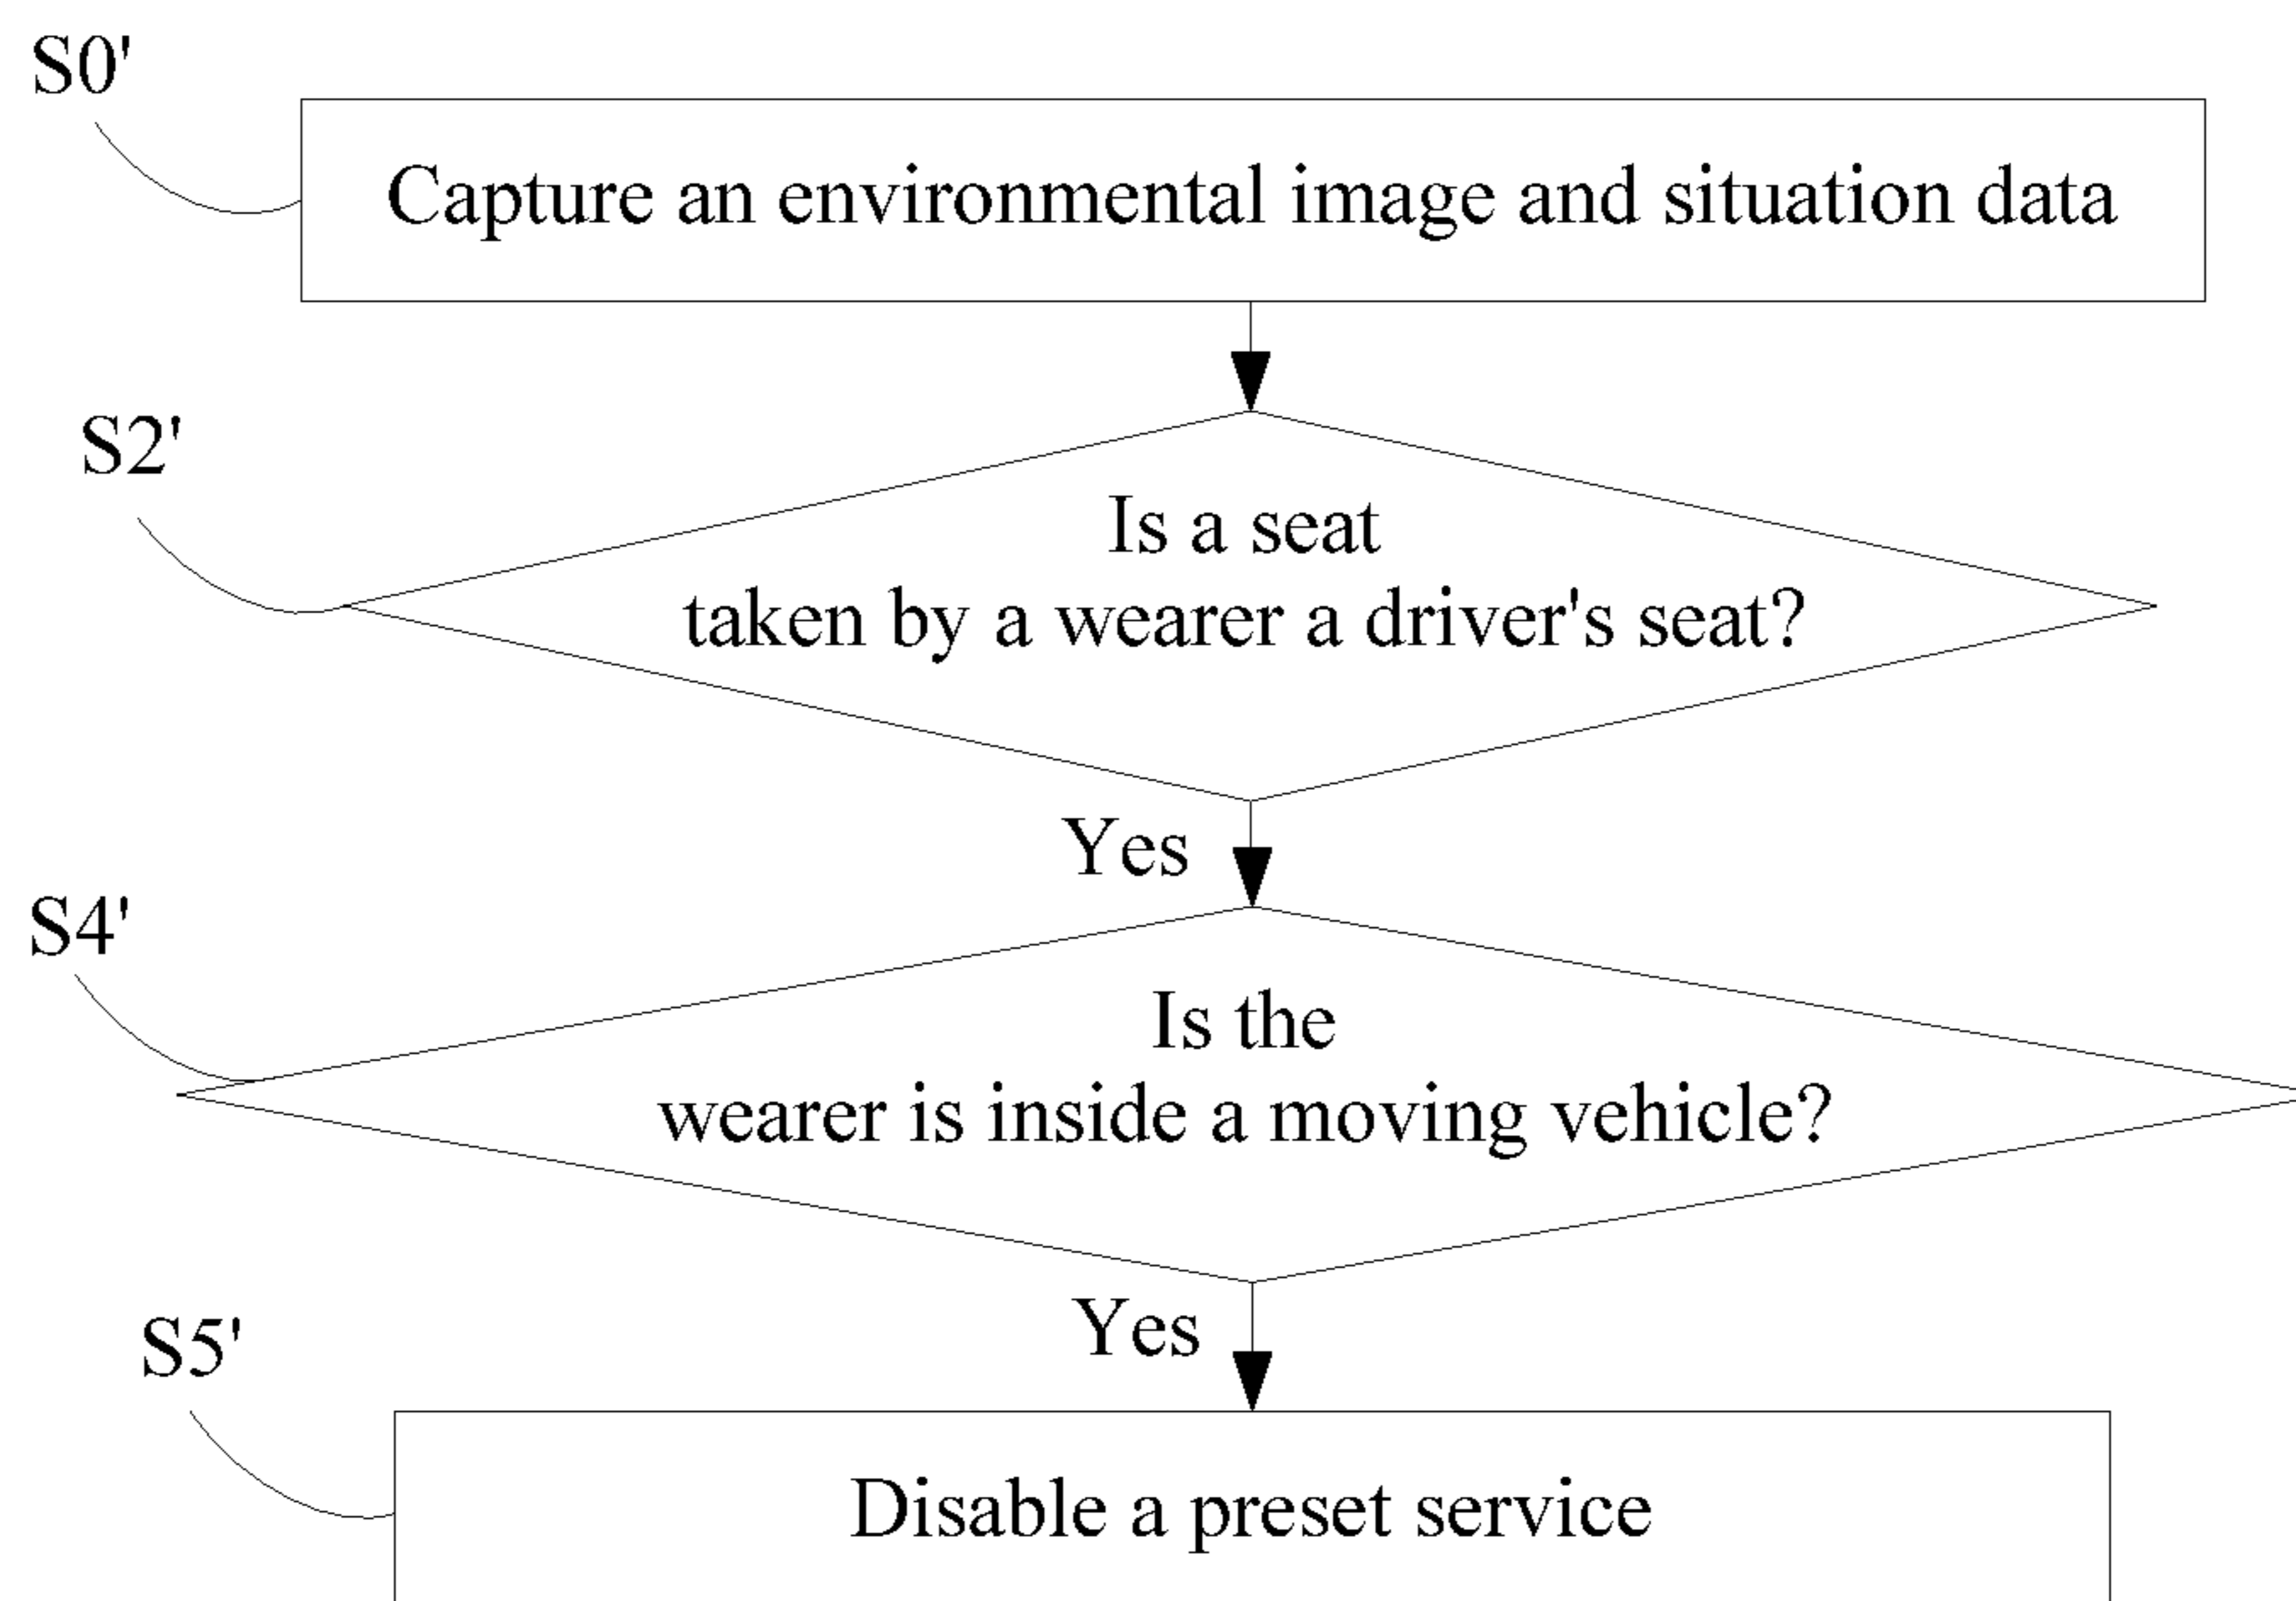 S0'
Capture an environmental image and situation data
S2'
Is a seat
taken by a wearer a driver's seat?
Yes
S4'
Is the
wearer is inside a moving vehicle?
Yes
S5'
Disable a preset service